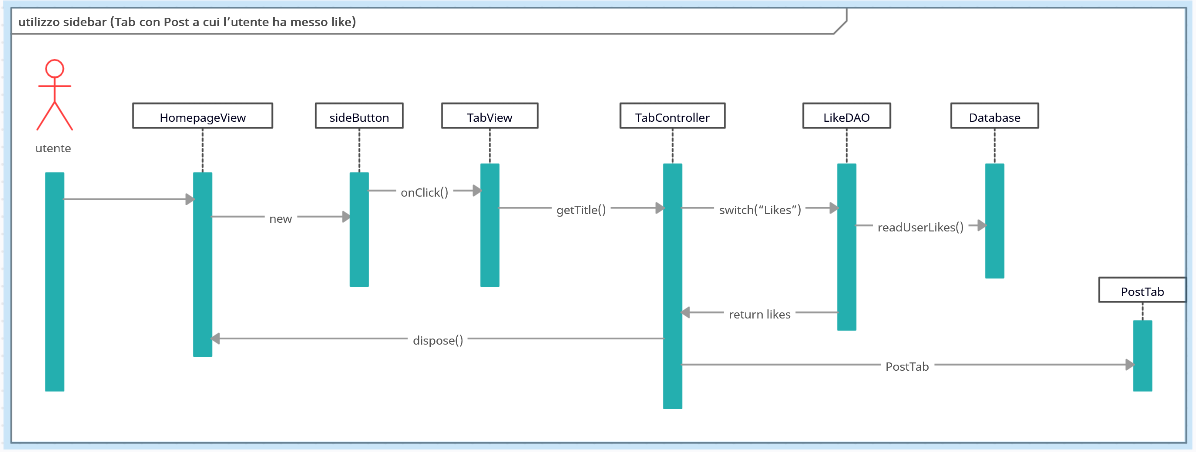 utilizzo sidebar (Tab con Post a cui l’utente ha messo like)
utente
HomepageView
sideButton
TabView
TabController
LikeDAO
Database
onClick()
new
getTitle()
switch(“Likes”)
readUserLikes()
PostTab
return likes
dispose()
PostTab